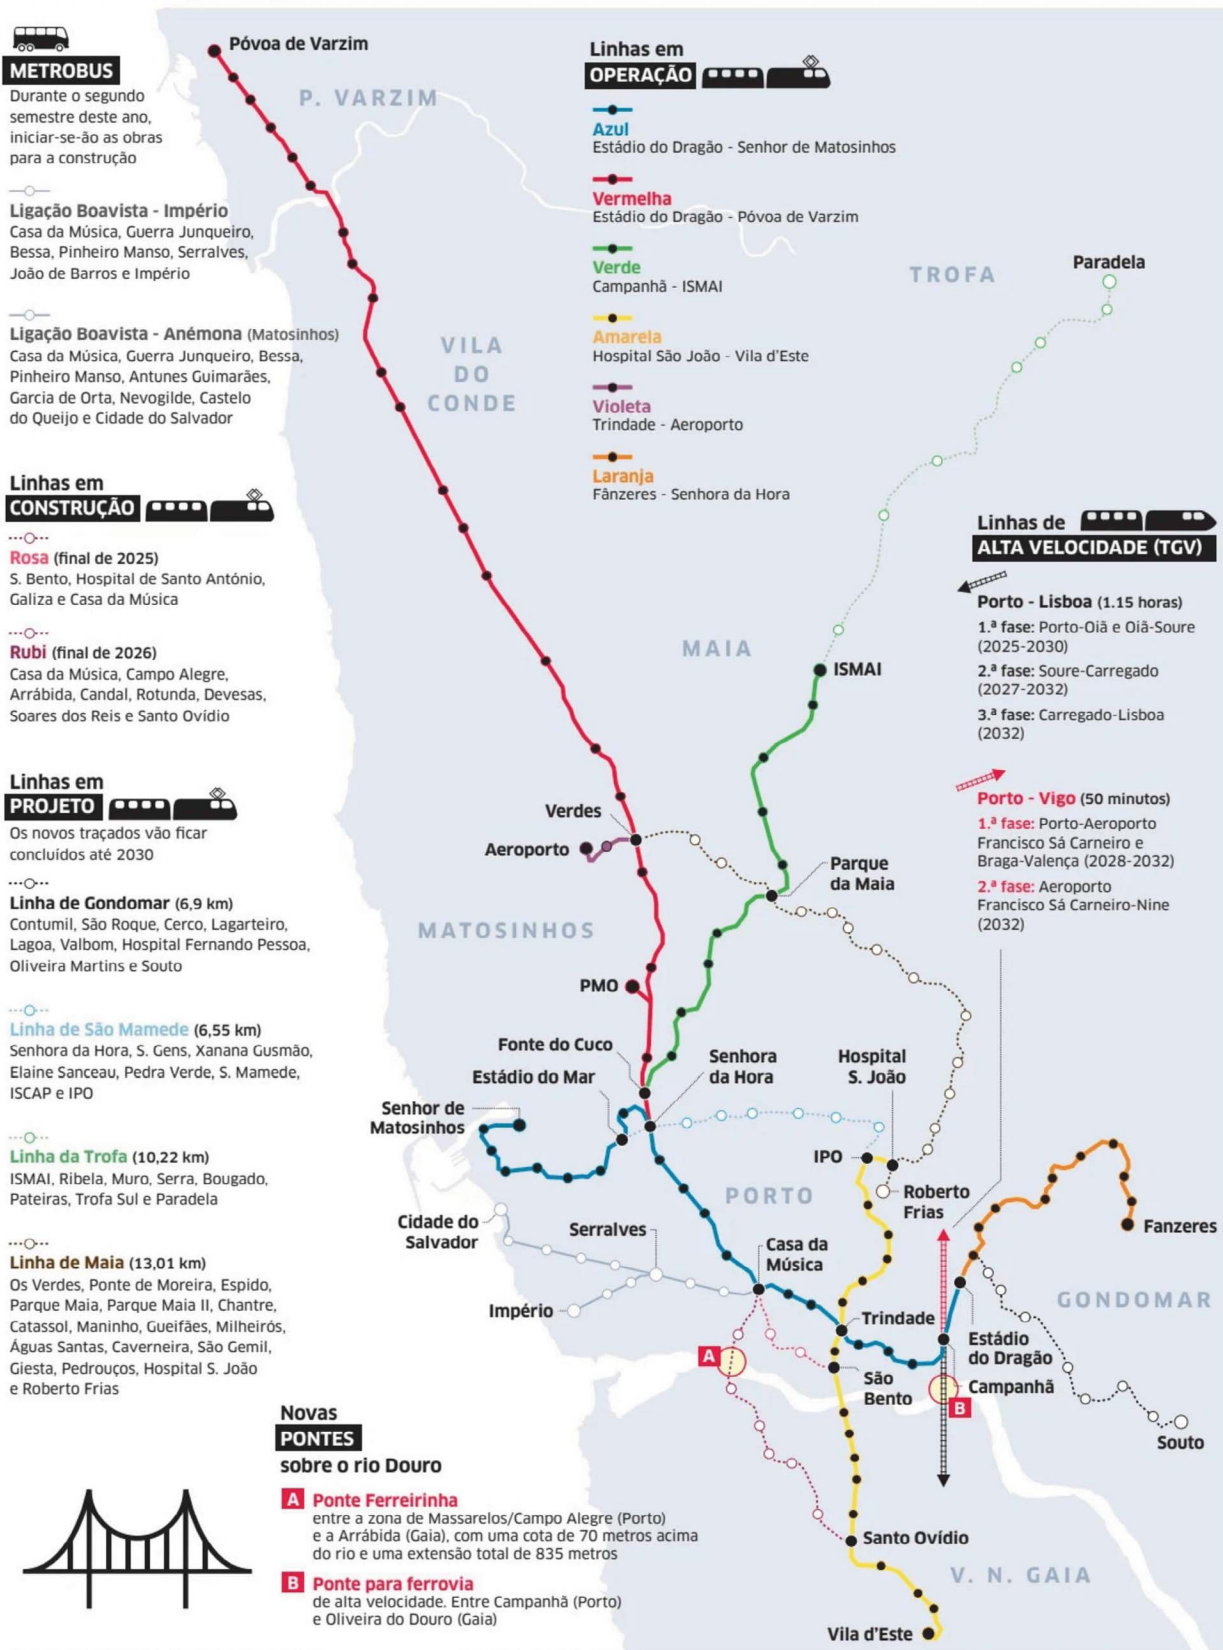 METROBUS
Durante o segundo
semestre deste ano,
iniciar-se-ão as obras
para a construção
Ligação Boavista - Império
Casa da Música, Guerra Junqueiro,
Bessa, Pinheiro Manso, Serralves,
João de Barros e Império
Ligação Boavista - Anémona (Matosinhos)
Casa da Música, Guerra Junqueiro, Bessa,
Pinheiro Manso, Antunes Guimarães,
Garcia de Orta, Nevogilde, Castelo
do Queijo e Cidade do Salvador
Linhas em
CONSTRUÇÃO
Rosa (final de 2025)
S. Bento, Hospital de Santo António,
Galiza e Casa da Música
Rubi (final de 2026)
Casa da Música, Campo Alegre,
Arrábida, Candal, Rotunda, Devesas,
Soares dos Reis e Santo Ovídio
Linhas em
PROJETO
Os novos traçados vão ficar
concluídos até 2030
Linha de Gondomar (6,9 km)
Contumil, São Roque, Cerco, Lagarteiro,
Lagoa, Valbom, Hospital Fernando Pessoa,
Oliveira Martins e Souto
Linha de São Mamede (6,55 km)
Senhora da Hora, S. Gens, Xanana Gusmão,
Elaine Sanceau, Pedra Verde, S. Mamede,
ISCAP e IPO
Linha da Trofa (10,22 km)
ISMAI, Ribela, Muro, Serra, Bougado,
Pateiras, Trofa Sul e Paradela
Linha de Maia (13,01 km)
Os Verdes, Ponte de Moreira, Espido,
Parque Maia, Parque Maia II, Chantre,
Catassol, Maninho, Gueifães, Milheirós,
Águas Santas, Caverneira, São Gemil,
Giesta, Pedrouços, Hospital S. João
e Roberto Frias
Novas
PONTES
sobre o rio Douro
A Ponte Ferreirinha
entre a zona de Massarelos/Campo Alegre (Porto)
e a Arrábida (Gaia), com uma cota de 70 metros acima
do rio e uma extensão total de 835 metros
B Ponte para ferrovia
de alta velocidade. Entre Campanhã (Porto)
e Oliveira do Douro (Gaia)
Linhas em
OPERAÇÃO
Azul
Estádio do Dragão - Senhor de Matosinhos
Vermelha
Estádio do Dragão - Póvoa de Varzim
Verde
Campanhã - ISMAI
Amarela
Hospital São João - Vila d'Este
Violeta
Trindade - Aeroporto
Laranja
Fânzeres - Senhora da Hora
Linhas de
ALTA VELOCIDADE (TGV)
Porto - Lisboa (1.15 horas)
1.ª fase: Porto-Oiã e Oiã-Soure
(2025-2030)
2.ª fase: Soure-Carregado
(2027-2032)
3.ª fase: Carregado-Lisboa
(2032)
Porto - Vigo (50 minutos)
1.ª fase: Porto-Aeroporto
Francisco Sá Carneiro e
Braga-Valença (2028-2032)
2.ª fase: Aeroporto
Francisco Sá Carneiro-Nine
(2032)
Póvoa de Varzim
P. VARZIM
TROFA
Paradela
VILA
DO
CONDE
MAIA
ISMAI
Verdes
Aeroporto
Parque
da Maia
MATOSINHOS
PMO
Fonte do Cuco
Senhora
da Hora
Hospital
S. João
Estádio do Mar
Senhor de
Matosinhos
IPO
PORTO
Roberto
Frias
Fanzeres
Cidade do
Salvador
Serralves
Casa da
Música
Império
GONDOMAR
Trindade
Estádio
do Dragão
A
São
Bento
Campanhã
B
Souto
Santo Ovídio
V. N. GAIA
Vila d'Este